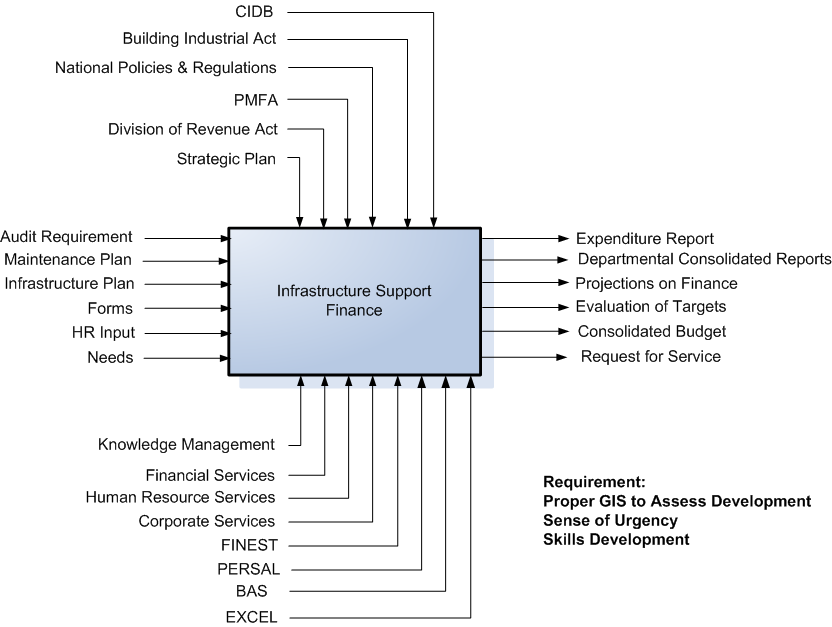 CIDB
Building Industrial Act
National Policies & Regulations
PMFA
Division of Revenue Act
Strategic Plan
Audit Requirement
Maintenance Plan
Infrastructure Plan
Forms
HR Input
Needs
Infrastructure Support
Finance
Expenditure Report
Departmental Consolidated Reports
Projections on Finance
Evaluation of Targets
Consolidated Budget
Request for Service
Knowledge Management
Financial Services
Human Resource Services
Corporate Services
FINEST
PERSAL
BAS
EXCEL
Requirement:
Proper GIS to Assess Development
Sense of Urgency
Skills Development